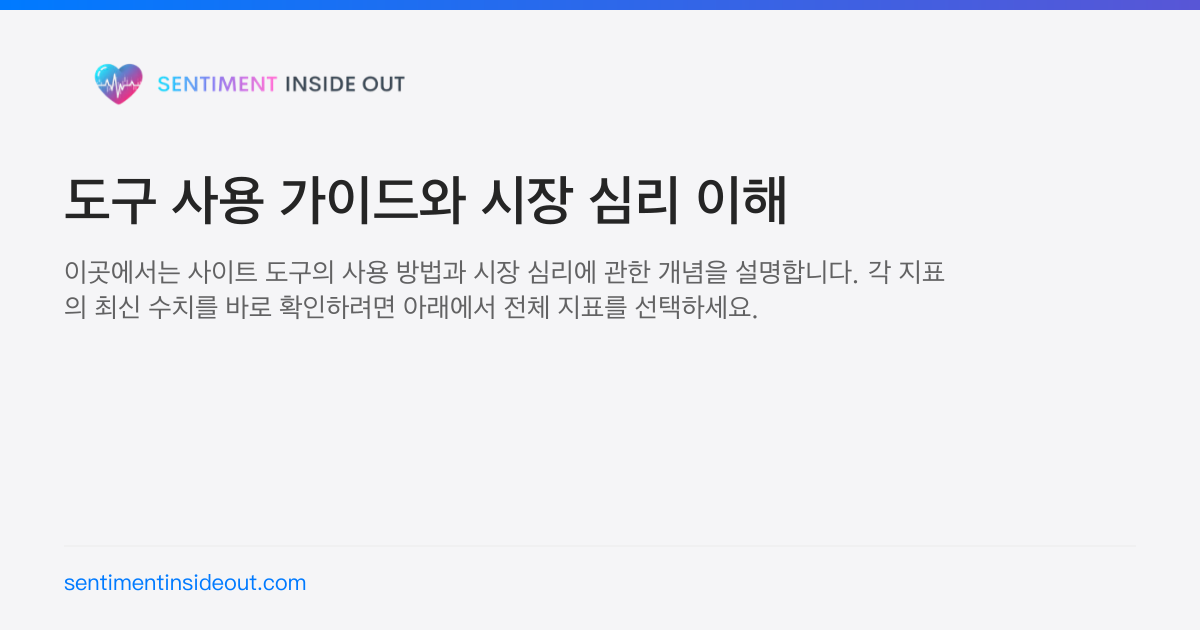 SENTIMENT INSIDE OUT
도구 사용 가이드와 시장 심리 이해
이곳에서는 사이트 도구의 사용 방법과 시장 심리에 관한 개념을 설명합니다. 각 지표
의 최신 수치를 바로 확인하려면 아래에서 전체 지표를 선택하세요.
sentimentinsideout.com